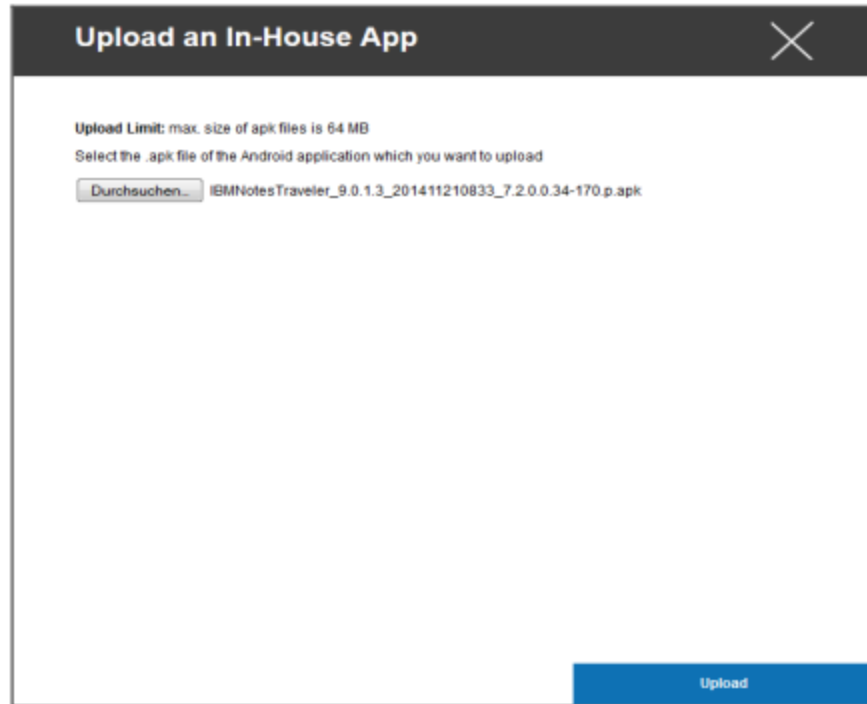 Upload an In-House App
Upload Limit: max. size of apk files is 64 MB
Select the .apk file of the Android application which you want to upload
Durchsuchen... IBMNotesTraveler_9.0.1.3_201411210833_7.2.0.0.34-170.p.apk
Upload